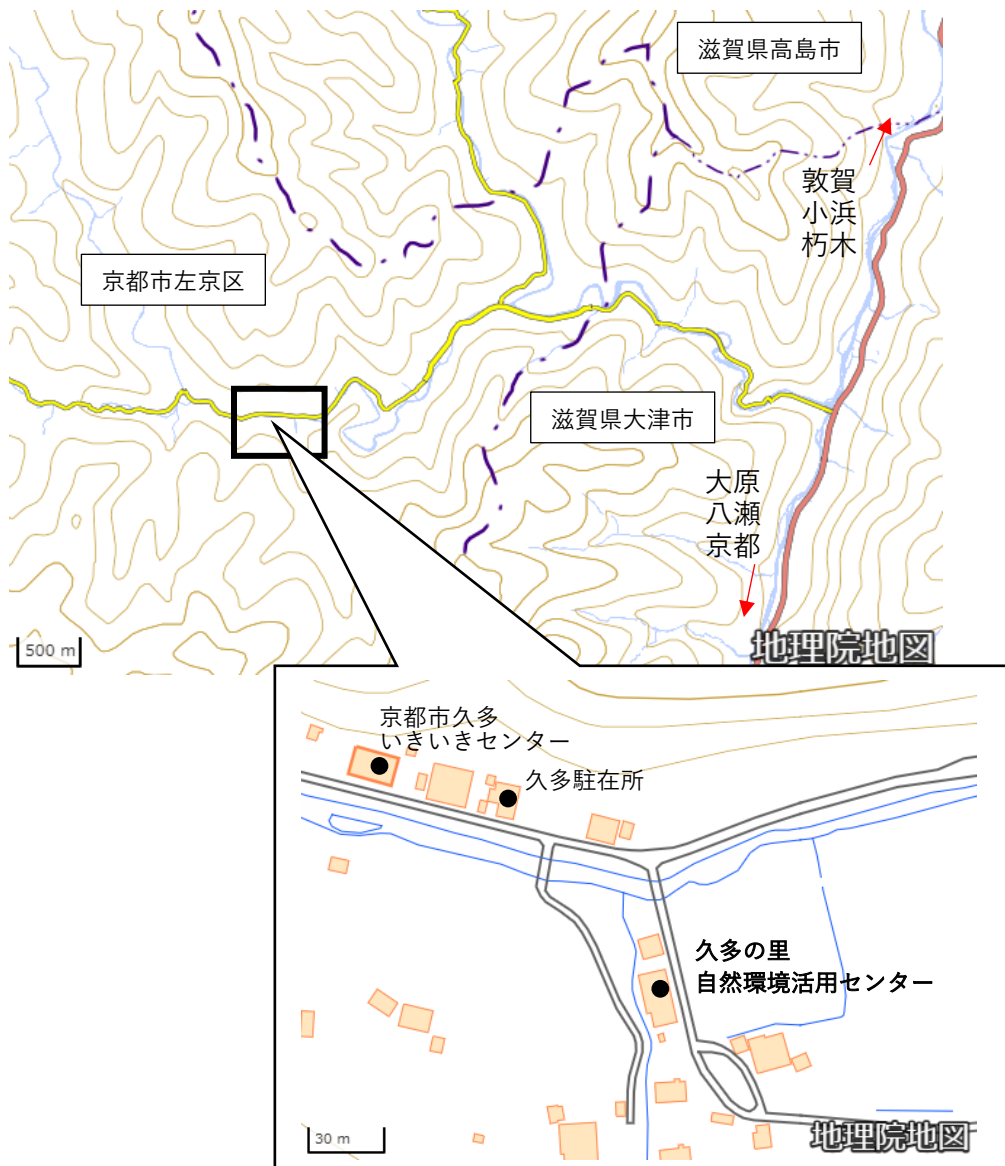 滋賀県高島市
敦賀
小浜
朽木
京都市左京区
滋賀県大津市
大原
八瀬
京都
500 m
地理院地図
京都市久多
いきいきセンター
久多駐在所
久多の里
自然環境活用センター
30 m
地理院地図